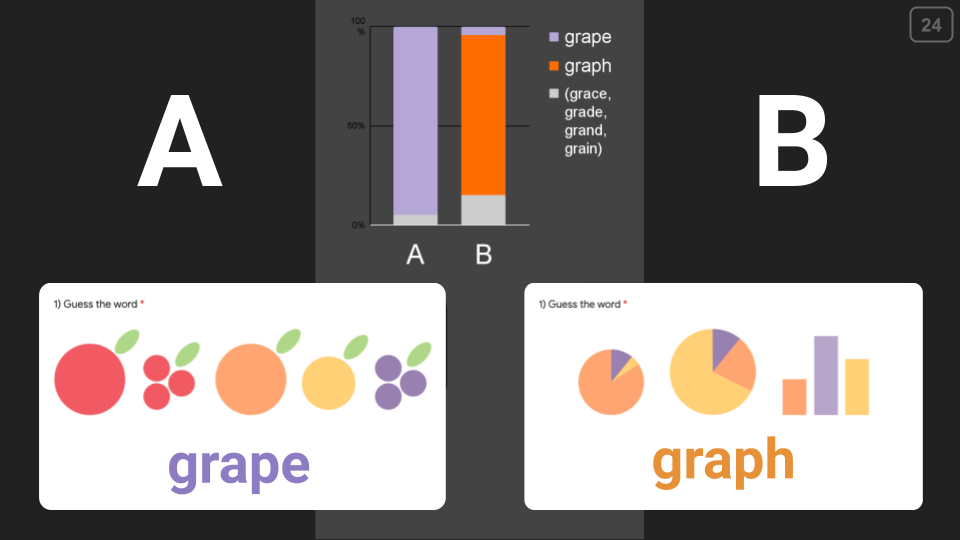 24
A
B
100
%
50%
0%
grape
graph
(grace,
grade,
grand,
grain)
A
B
1) Guess the word *
grape
1) Guess the word *
graph